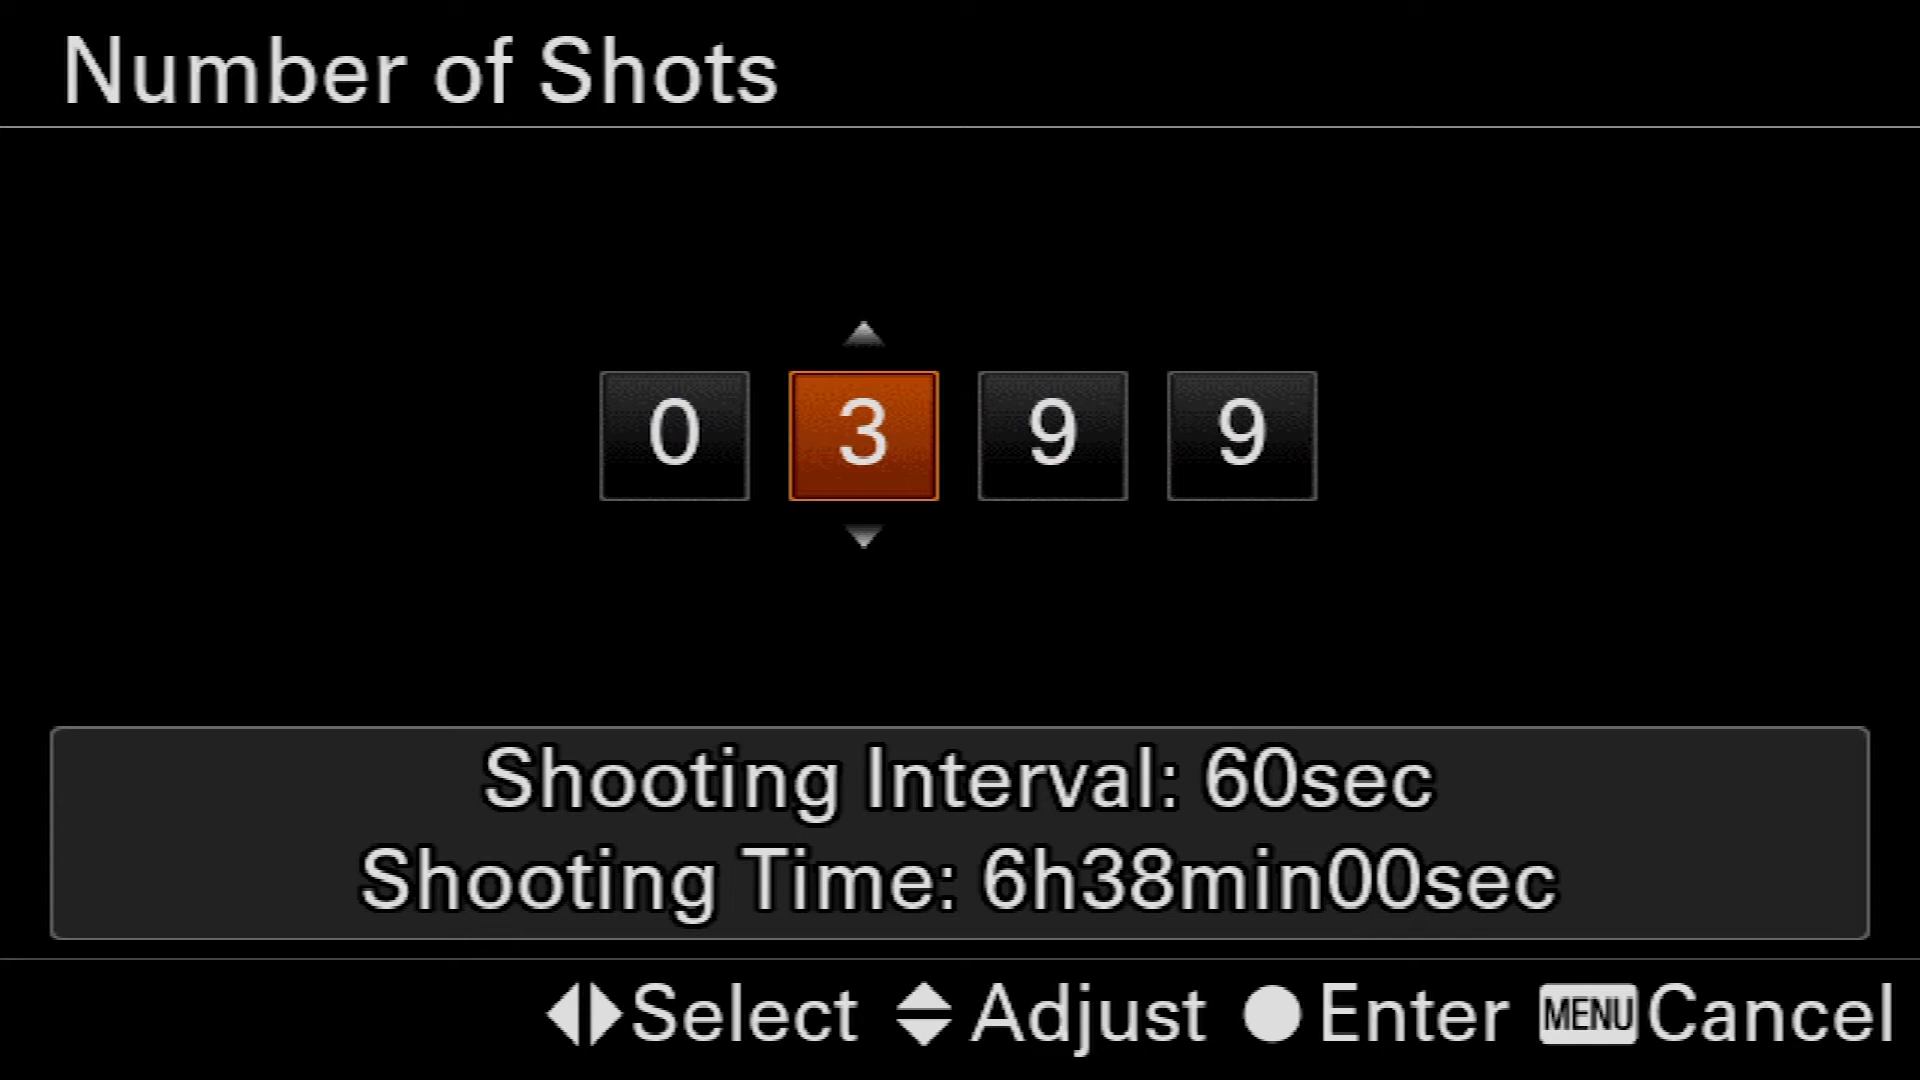 Number of Shots
0 3 9 9
Shooting Interval: 60sec
Shooting Time: 6h38min00sec
Select Adjust Enter MENU Cancel